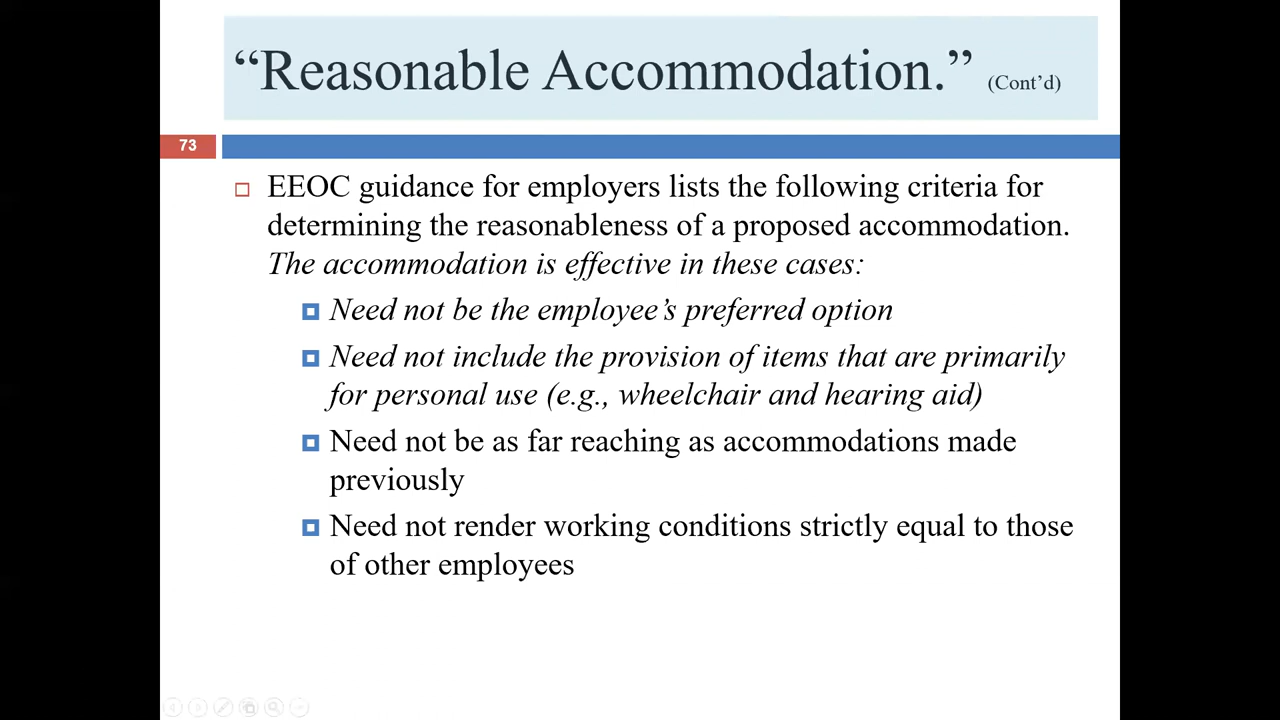 “Reasonable Accommodation.” (Cont’d)
73
EEOC guidance for employers lists the following criteria for
determining the reasonableness of a proposed accommodation.
The accommodation is effective in these cases:
Need not be the employee’s preferred option
Need not include the provision of items that are primarily
for personal use (e.g., wheelchair and hearing aid)
Need not be as far reaching as accommodations made
previously
Need not render working conditions strictly equal to those
of other employees